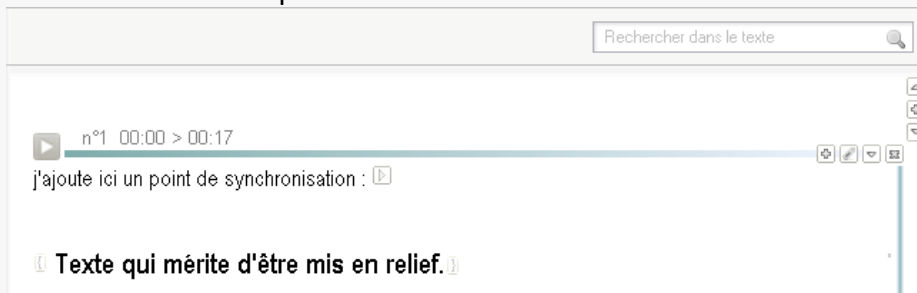 Rechercher dans le texte
n°1 00:00 > 00:17
j'ajoute ici un point de synchronisation :
{ Texte qui mérite d'être mis en relief. }